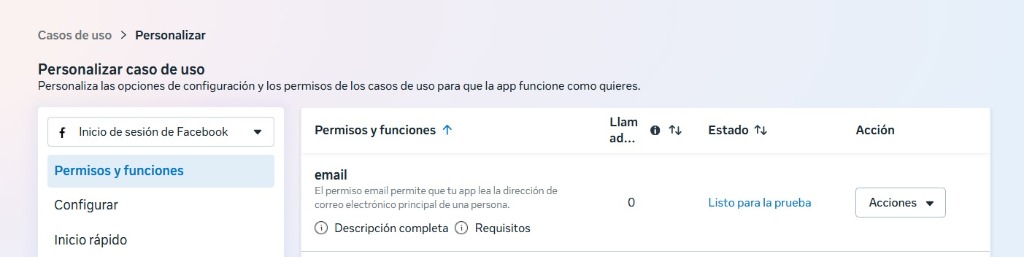 Casos de uso > Personalizar
Personalizar caso de uso
Personaliza las opciones de configuración y los permisos de los casos de uso para que la app funcione como quieres.
Inicio de sesión de Facebook
Permisos y funciones
Configurar
Inicio rápido
Permisos y funciones
Llam
ad...
Estado
Acción
email
El permiso email permite que tu app lea la dirección de
correo electrónico principal de una persona.
Descripción completa
Requisitos
0
Listo para la prueba
Acciones